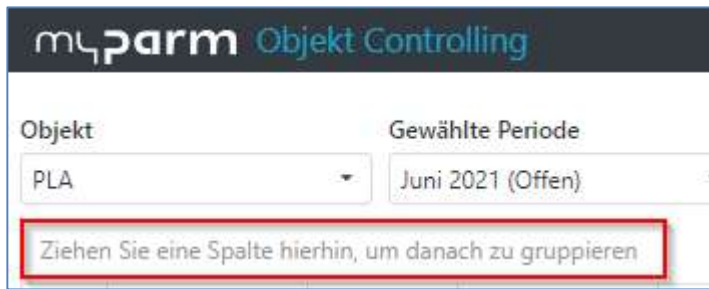 myparm Objekt Controlling
Objekt
Gewählte Periode
PLA
Juni 2021 (Offen)
Ziehen Sie eine Spalte hierhin, um danach zu gruppieren